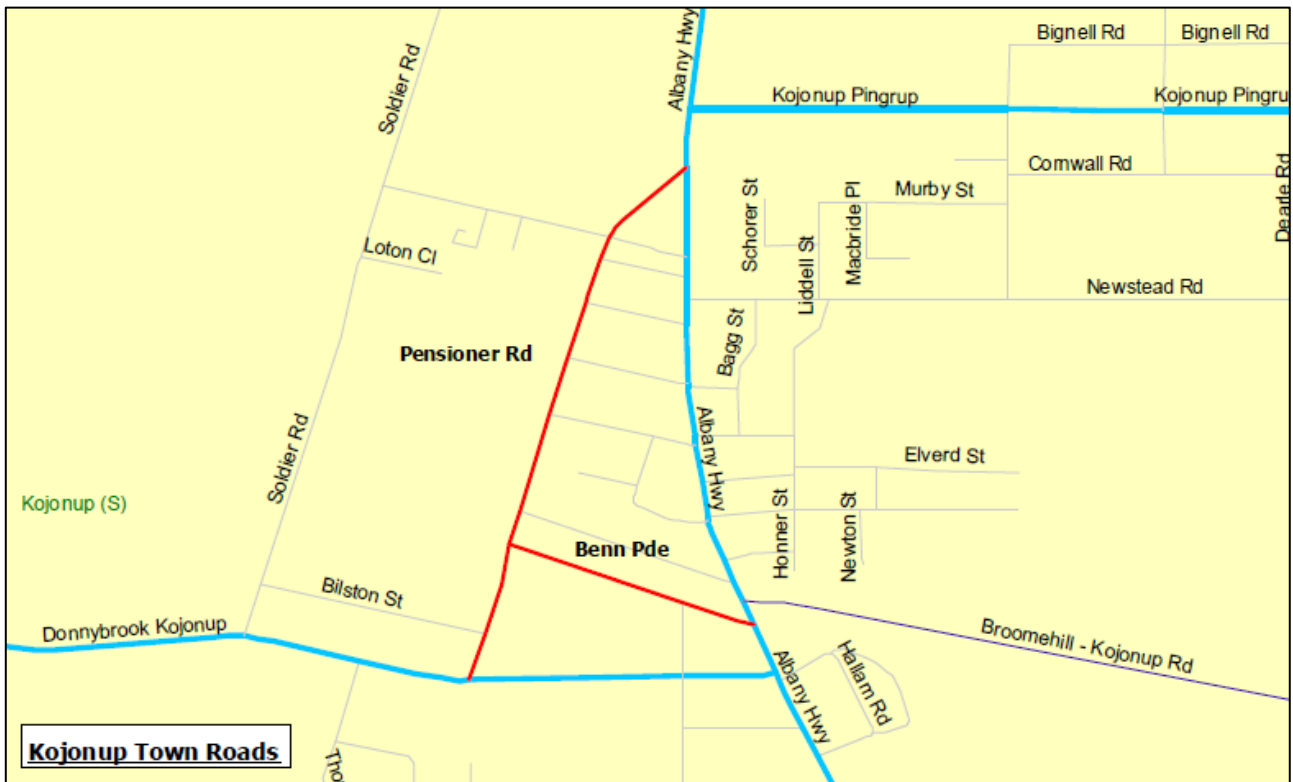 Bignell Rd
Bignell Rd
Albany Hwy
Soldier Rd
Kojonup Pingrup
Kojonup Pingru
Cornwall Rd
Dearle Rd
Schorer St
Macbride Pl
Murby St
Loton Cl
Liddell St
Newstead Rd
Bagg St
Pensioner Rd
Albany Hwy
Elverd St
Soldier Rd
Kojonup (S)
Honner St
Newton St
Benn Pde
Bilston St
Donnybrook Kojonup
Broomehill - Kojonup Rd
Albany Hwy
Hallam Rd
Kojonup Town Roads
Tho